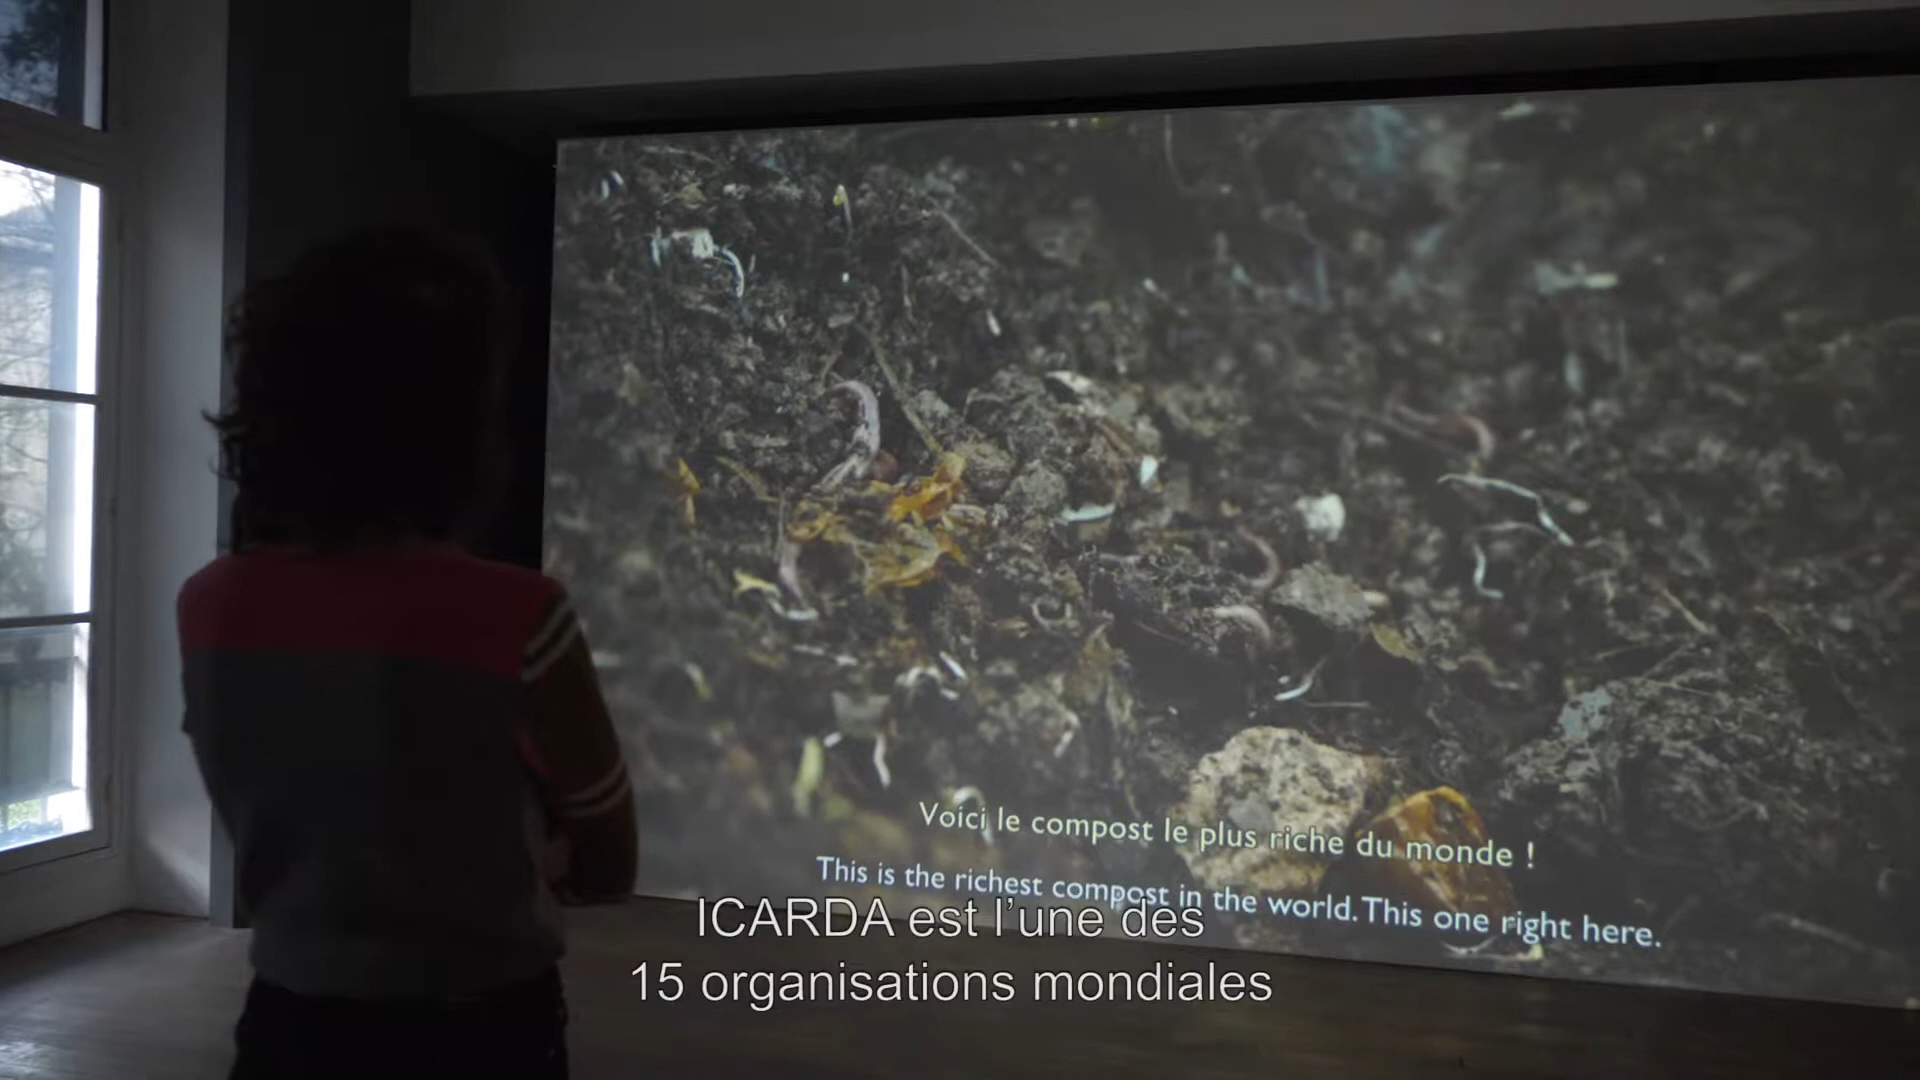 Voici le compost le plus riche du monde !
This is the richest compost in the world. This one right here.
ICARDA est l'une des
15 organisations mondiales